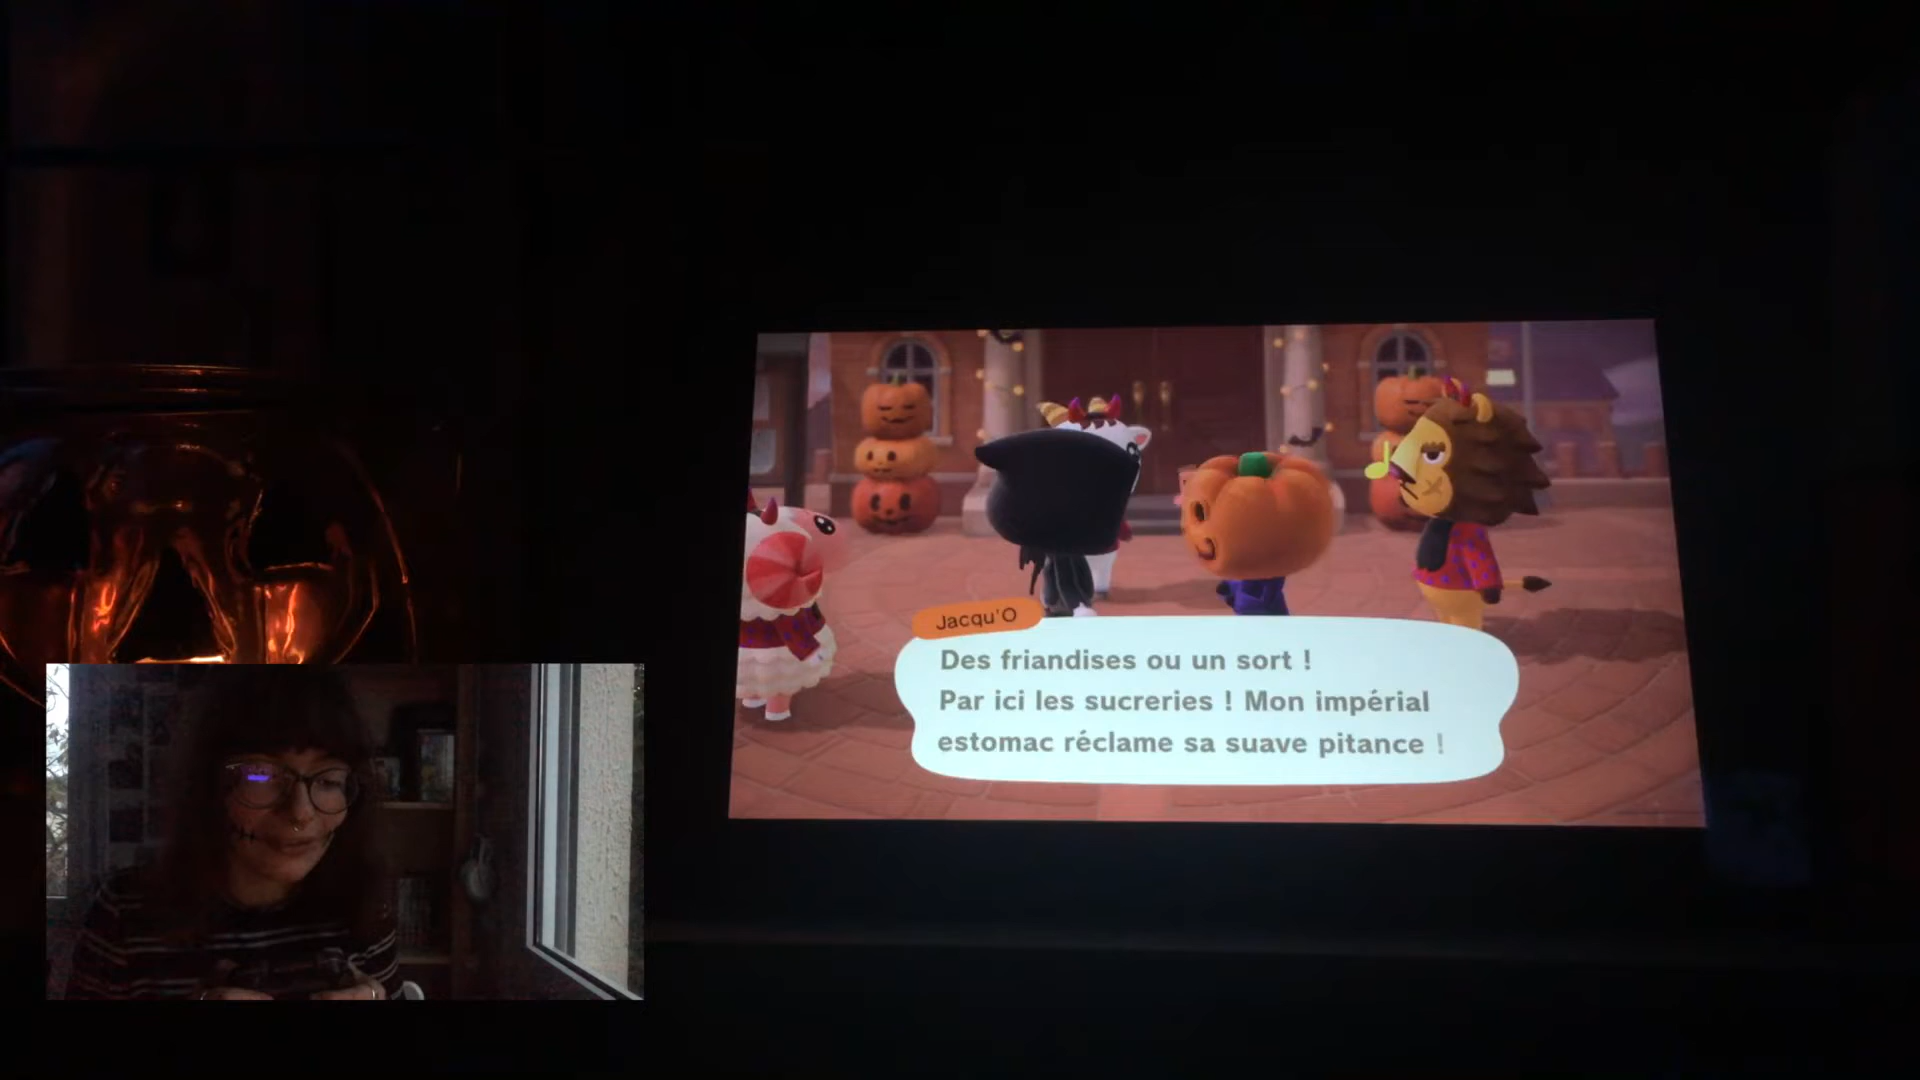 Jacqu'O
Des friandises ou un sort !
Par ici les sucreries ! Mon impérial
estomac réclame sa suave pitance !